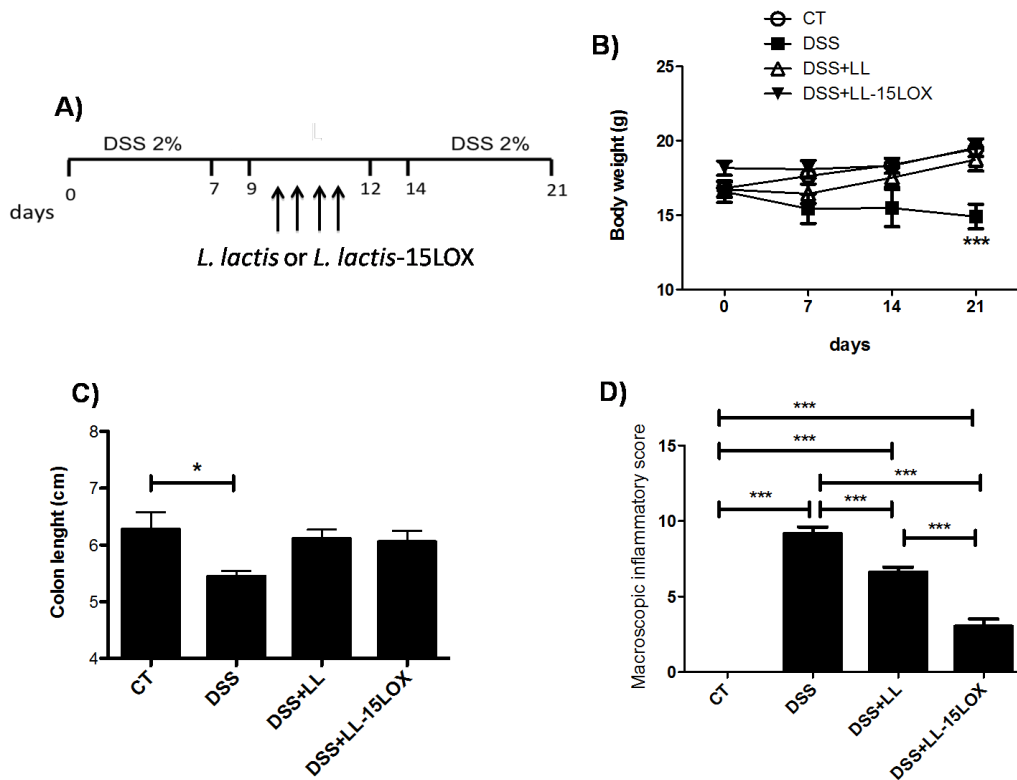 A)
DSS 2%
L
DSS 2%
0
7
9
12
14
21
days
L. lactis or L. lactis-15LOX
B)
CT
DSS
DSS+LL
DSS+LL-15LOX
25
20
15
10
Body weight (g)
0
7
14
21
***
days
C)
8
7
6
5
4
Colon lenght (cm)
*
CT
DSS
DSS+LL
DSS+LL-15LOX
D)
15
10
5
0
Macroscopic inflammatory score
***
***
***
***
***
***
CT
DSS
DSS+LL
DSS+LL-15LOX